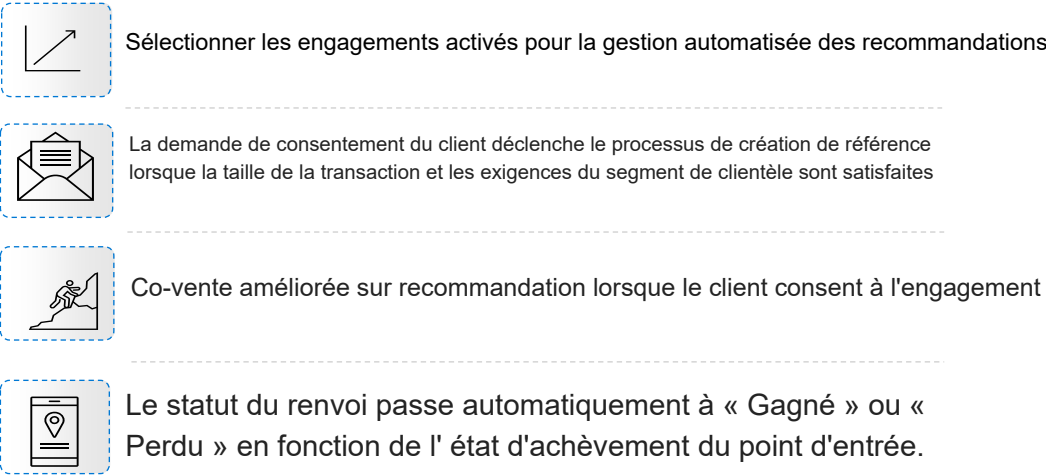 Sélectionner les engagements activés pour la gestion automatisée des recommandations
La demande de consentement du client déclenche le processus de création de référence
lorsque la taille de la transaction et les exigences du segment de clientèle sont satisfaites
Co-vente améliorée sur recommandation lorsque le client consent à l'engagement
Le statut du renvoi passe automatiquement à « Gagné » ou «
Perdu » en fonction de l' état d'achèvement du point d'entrée.